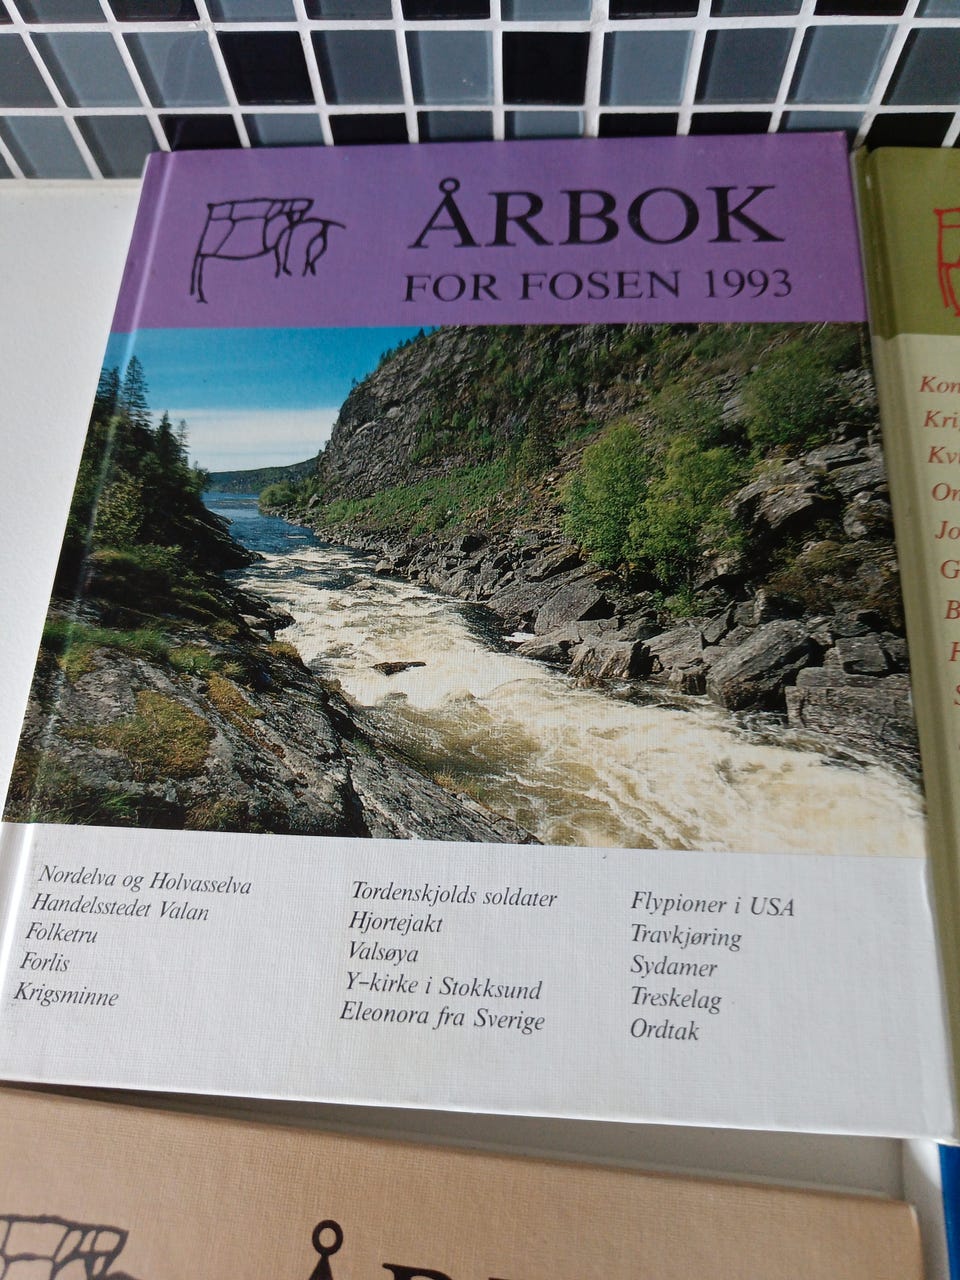 ÅRBOK
FOR FOSEN 1993
Nordelva og Holvasselva
Handelsstedet Valan
Folketru
Forlis
Krigsminne
Tordenskjolds soldater
Hjortejakt
Valsøya
Y-kirke i Stokksund
Eleonora fra Sverige
Flypioner i USA
Travkjøring
Sydamer
Treskelag
Ordtak